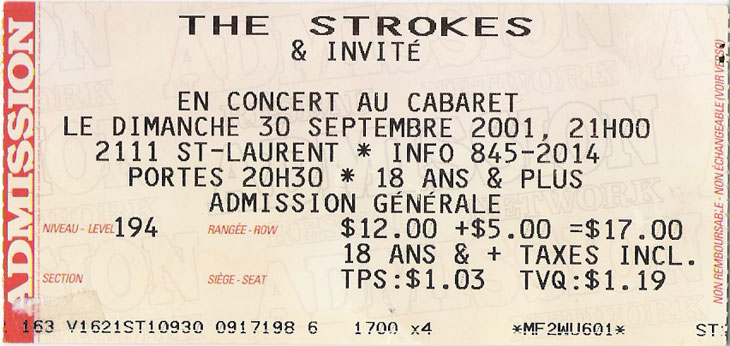 ADMISSION
THE STROKES
& INVITÉ
EN CONCERT AU CABARET
LE DIMANCHE 30 SEPTEMBRE 2001, 21H00
2111 ST-LAURENT * INFO 845-2014
PORTES 20H30 * 18 ANS & PLUS
ADMISSION GÉNÉRALE
NIVEAU - LEVEL 194 RANGÉE - ROW $12.00 +$5.00 =$17.00
18 ANS & + TAXES INCL.
SECTION SIÈGE - SEAT TPS:$1.03 TVQ:$1.19
163 V1621ST10930 0917198 6 1700 x4 *MF2WU601* ST:
NON REMBOURSABLE - NON ÉCHANGEABLE (VOIR VERSO)